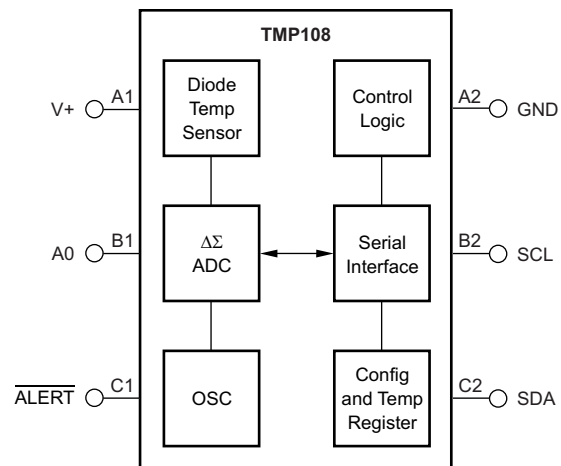 TMP108
V+
A1
Diode
Temp
Sensor
Control
Logic
A2
GND
A0
B1
ΔΣ
ADC
Serial
Interface
B2
SCL
ALERT
C1
OSC
Config
and Temp
Register
C2
SDA